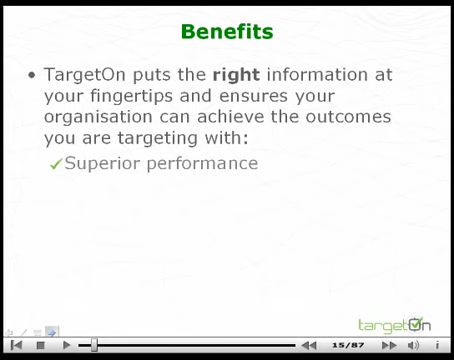 Benefits
• TargetOn puts the right information at
your fingertips and ensures your
organisation can achieve the outcomes
you are targeting with:
✓Superior performance
targetOn
15/87
i